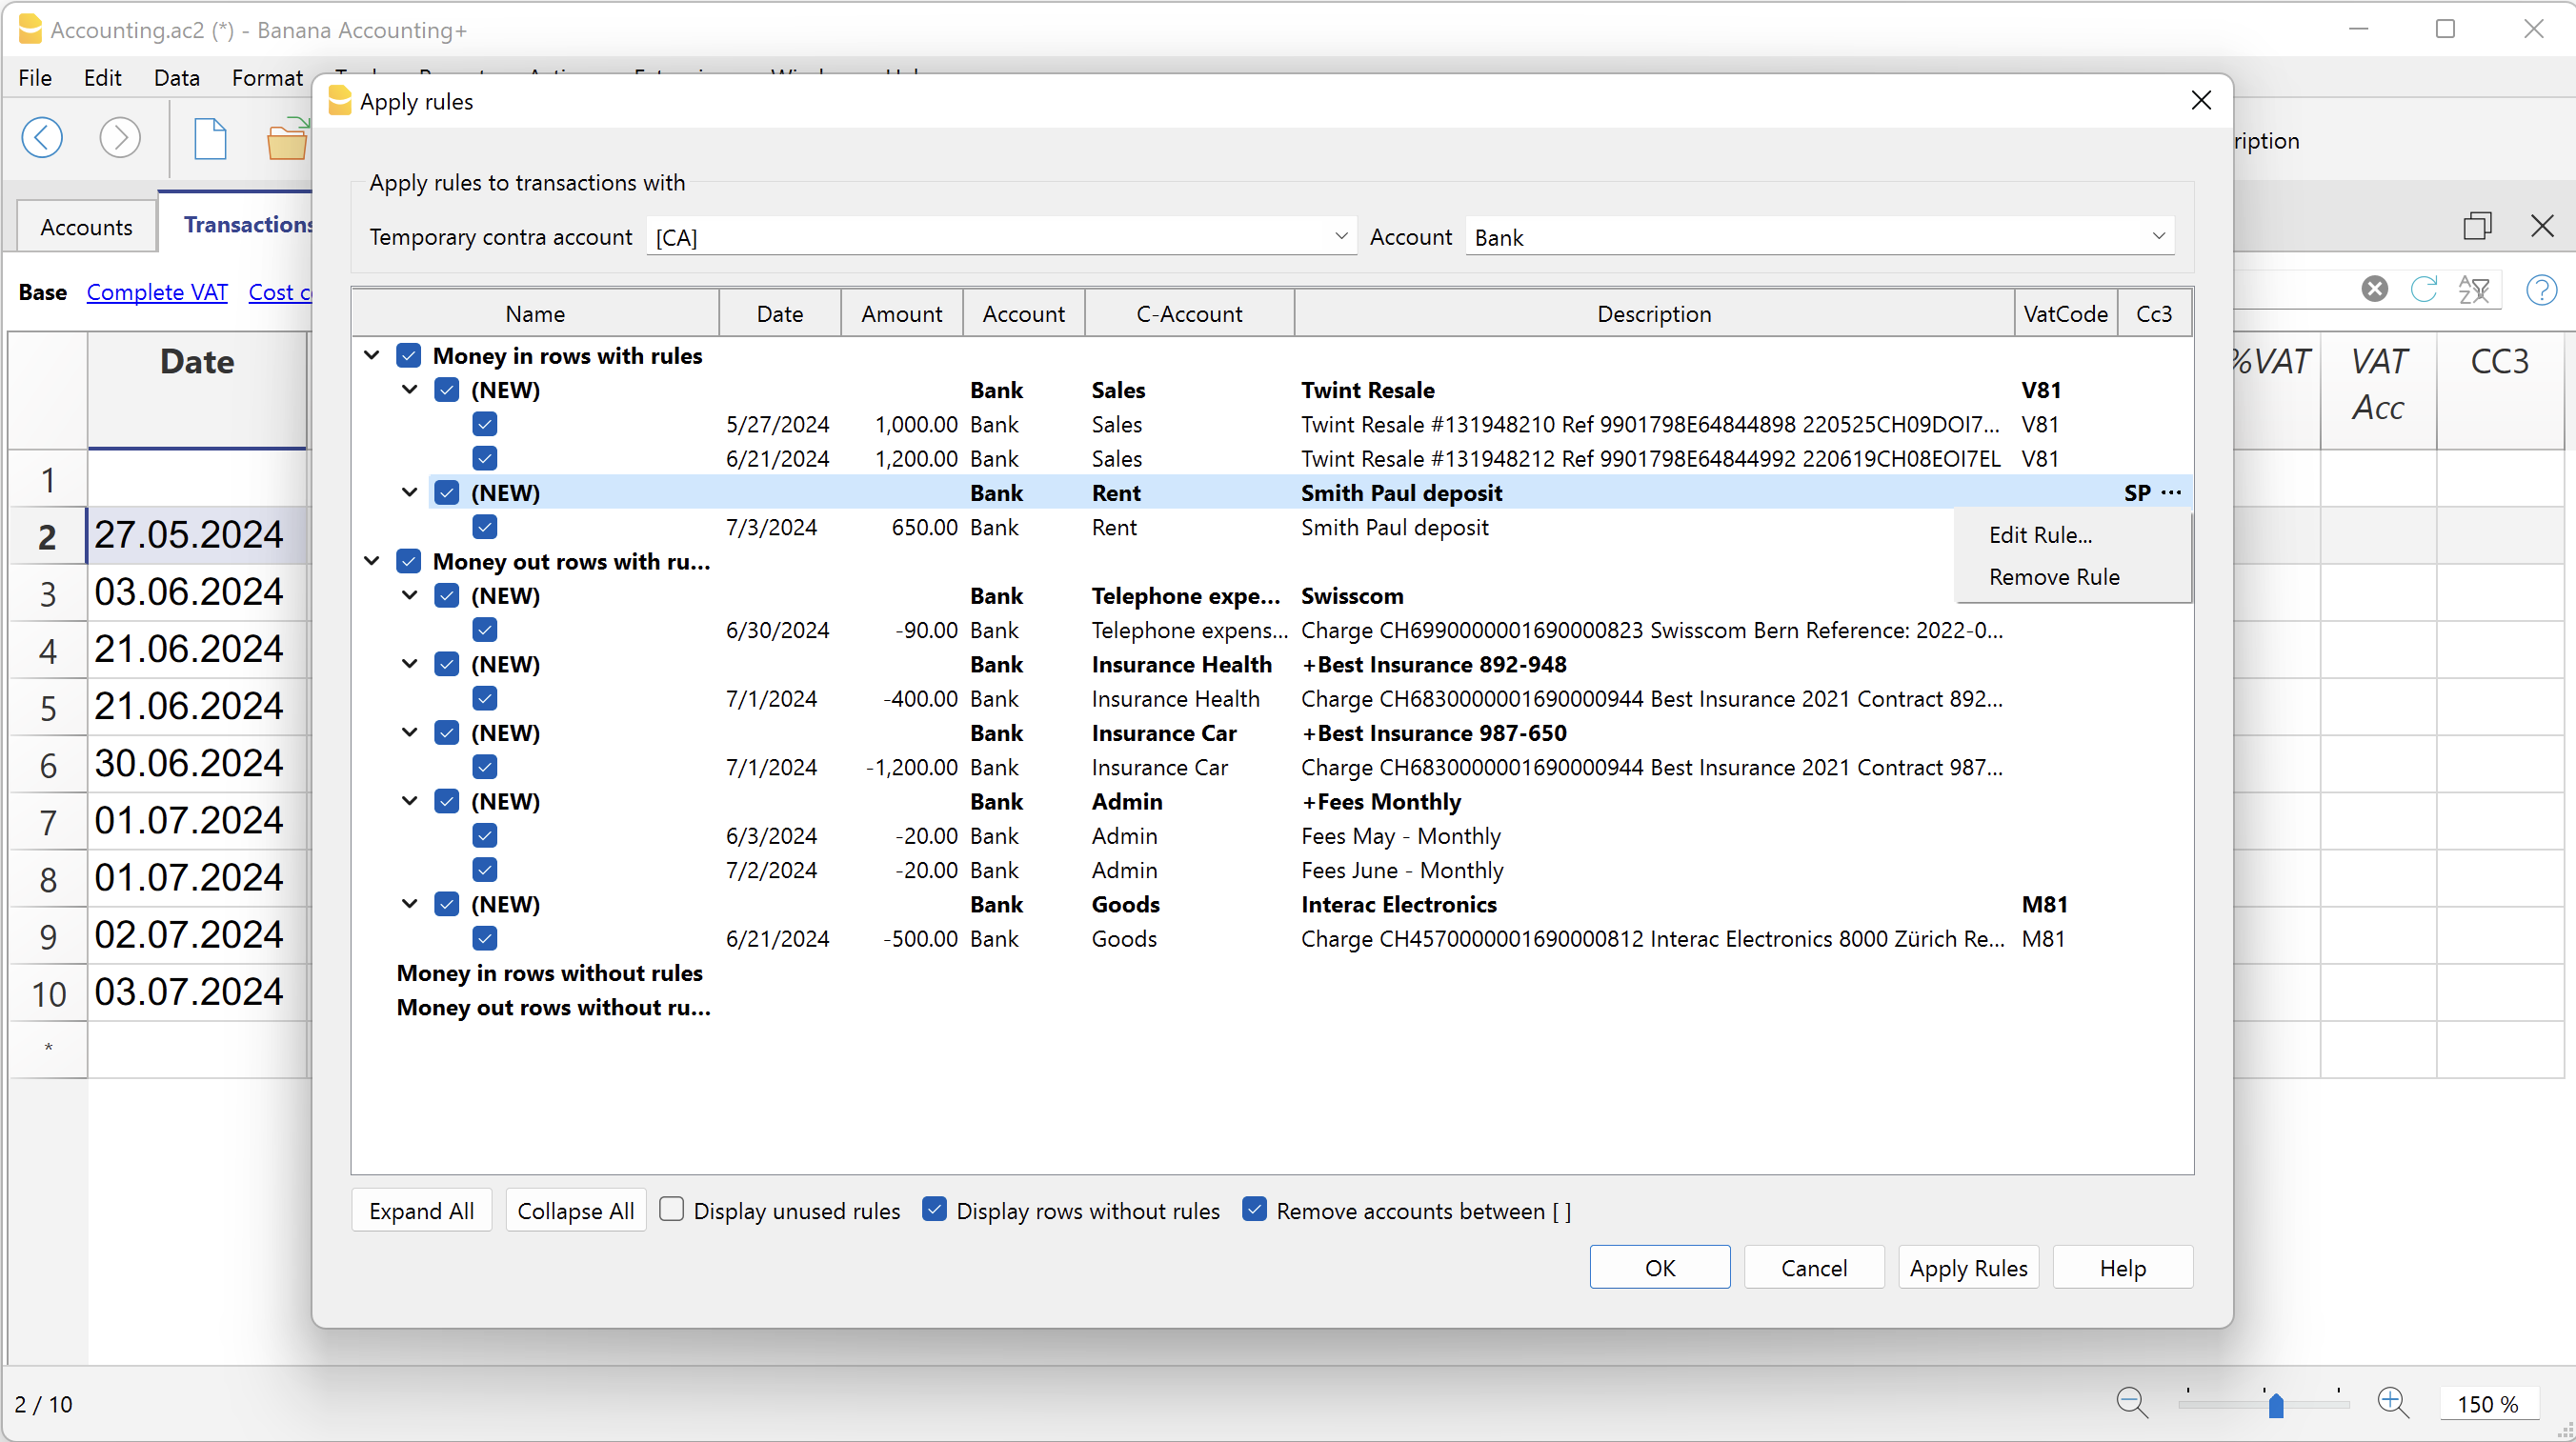 Accounting.ac2 (*) - Banana Accounting+
File Edit Data Format
Apply rules
ription
Accounts Transactions
Apply rules to transactions with
Temporary contra account [CA] Account Bank
Base Complete VAT Cost c
Name Date Amount Account C-Account Description VatCode Cc3
Date %VAT VAT Acc CC3
Money in rows with rules
(NEW) Bank Sales Twint Resale V81
5/27/2024 1,000.00 Bank Sales Twint Resale #131948210 Ref 9901798E64844898 220525CH09DOI7... V81
6/21/2024 1,200.00 Bank Sales Twint Resale #131948212 Ref 9901798E64844992 220619CH08EOI7EL V81
(NEW) Bank Rent Smith Paul deposit SP ...
7/3/2024 650.00 Bank Rent Smith Paul deposit
Edit Rule...
Remove Rule
Money out rows with ru...
(NEW) Bank Telephone expe... Swisscom
6/30/2024 -90.00 Bank Telephone expens... Charge CH6990000001690000823 Swisscom Bern Reference: 2022-0...
(NEW) Bank Insurance Health +Best Insurance 892-948
7/1/2024 -400.00 Bank Insurance Health Charge CH6830000001690000944 Best Insurance 2021 Contract 892...
(NEW) Bank Insurance Car +Best Insurance 987-650
7/1/2024 -1,200.00 Bank Insurance Car Charge CH6830000001690000944 Best Insurance 2021 Contract 987...
(NEW) Bank Admin +Fees Monthly
6/3/2024 -20.00 Bank Admin Fees May - Monthly
7/2/2024 -20.00 Bank Admin Fees June - Monthly
(NEW) Bank Goods Interac Electronics M81
6/21/2024 -500.00 Bank Goods Charge CH4570000001690000812 Interac Electronics 8000 Zürich Re... M81
Money in rows without rules
Money out rows without ru...
1
2 27.05.2024
3 03.06.2024
4 21.06.2024
5 21.06.2024
6 30.06.2024
7 01.07.2024
8 01.07.2024
9 02.07.2024
10 03.07.2024
*
Expand All Collapse All Display unused rules Display rows without rules Remove accounts between [ ]
OK Cancel Apply Rules Help
2 / 10
150 %